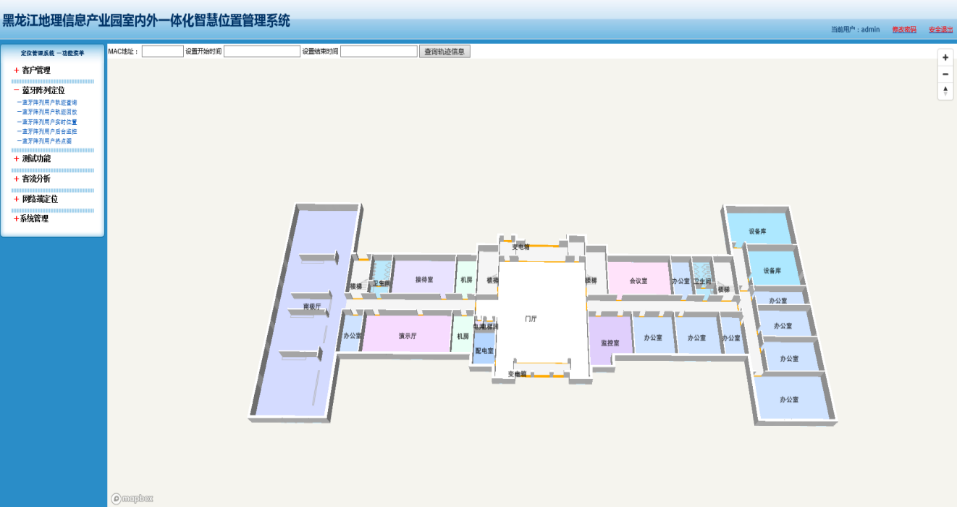 黑龙江地理信息产业园室内外一体化智慧位置管理系统
当前用户：admin 修改密码 安全退出
定位管理系统 --功能菜单
+ 客户管理
− 蓝牙阵列定位
蓝牙阵列用户轨迹查询
蓝牙阵列用户轨迹回放
蓝牙阵列用户实时位置
蓝牙阵列用户后台监控
蓝牙阵列用户热点图
+ 测试功能
+ 客流分析
+ 网络端定位
+ 系统管理
MAC地址： 设置开始时间 设置结束时间 查询轨迹信息
设备库
变电箱
设备库
楼梯
卫生间
接待室
机房
楼梯
楼梯
会议室
办公室
卫生间
楼梯
办公室
门厅
办公室
演示厅
机房
配电室
监控室
办公室
办公室
办公室
办公室
办公室
变电箱
办公室
mapbox